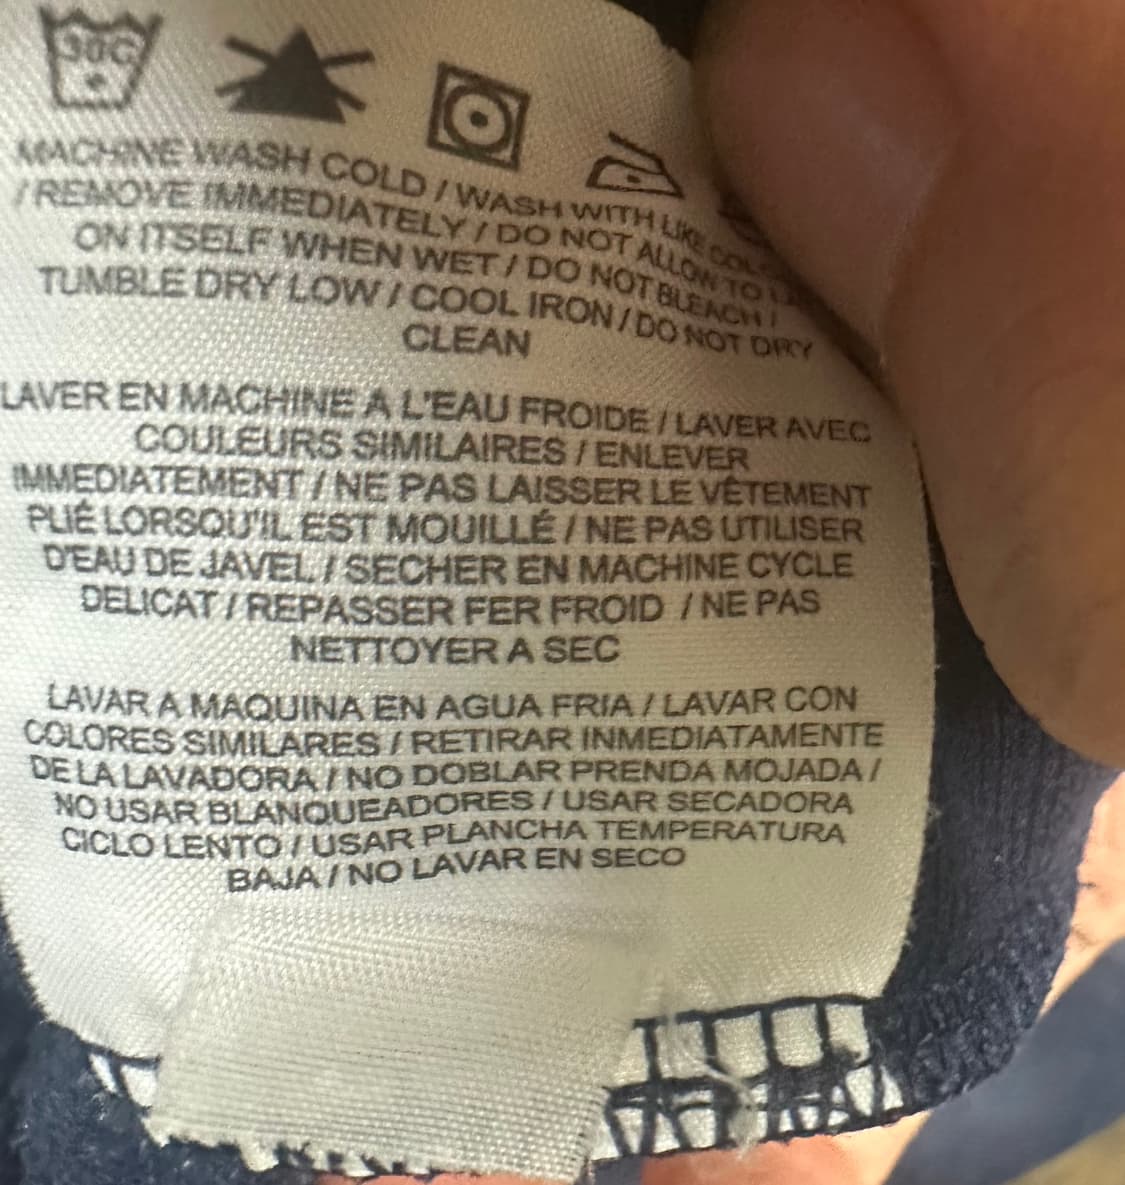 30C
MACHINE WASH COLD / WASH WITH LIKE
/ REMOVE IMMEDIATELY / DO NOT ALLOW TO
ON ITSELF WHEN WET / DO NOT BLEACH /
TUMBLE DRY LOW / COOL IRON / DO NOT DRY
CLEAN
LAVER EN MACHINE A L'EAU FROIDE / LAVER AVEC
COULEURS SIMILAIRES / ENLEVER
IMMEDIATEMENT / NE PAS LAISSER LE VÊTEMENT
PLIÉ LORSQU'IL EST MOUILLÉ / NE PAS UTILISER
D'EAU DE JAVEL / SECHER EN MACHINE CYCLE
DELICAT / REPASSER FER FROID / NE PAS
NETTOYER A SEC
LAVAR A MAQUINA EN AGUA FRIA / LAVAR CON
COLORES SIMILARES / RETIRAR INMEDIATAMENTE
DE LA LAVADORA / NO DOBLAR PRENDA MOJADA /
NO USAR BLANQUEADORES / USAR SECADORA
CICLO LENTO / USAR PLANCHA TEMPERATURA
BAJA / NO LAVAR EN SECO